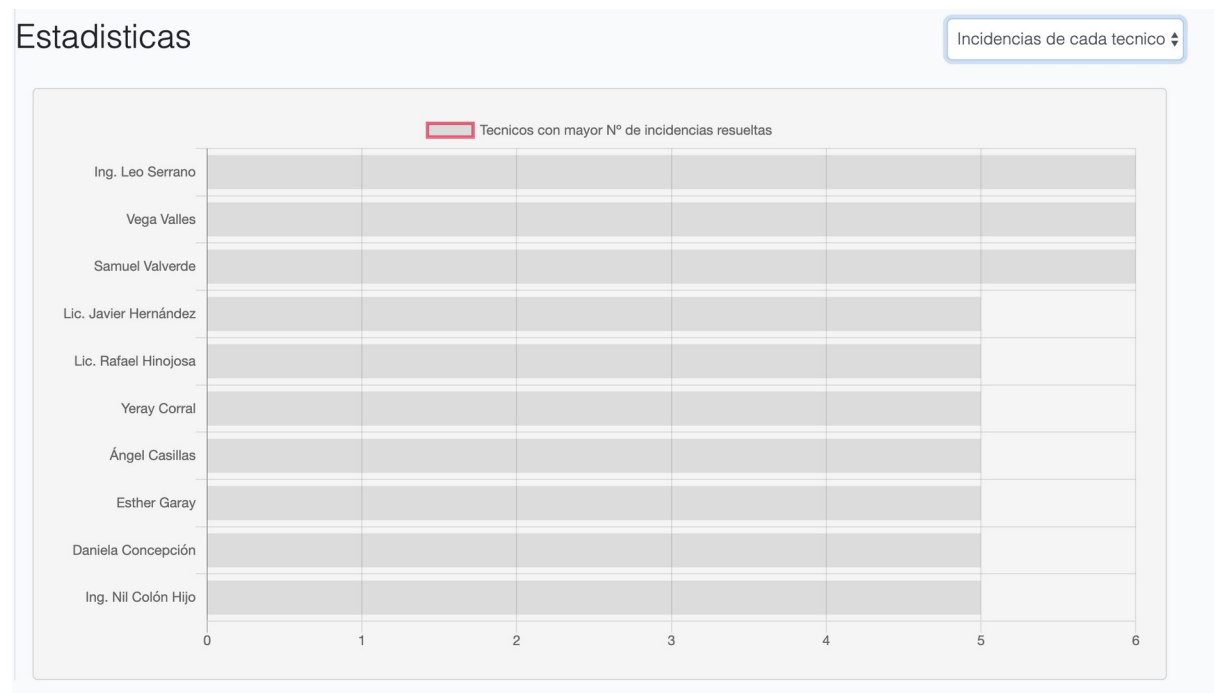 Estadisticas
Incidencias de cada tecnico
Tecnicos con mayor Nº de incidencias resueltas
Ing. Leo Serrano
Vega Valles
Samuel Valverde
Lic. Javier Hernández
Lic. Rafael Hinojosa
Yeray Corral
Ángel Casillas
Esther Garay
Daniela Concepción
Ing. Nil Colón Hijo
0 1 2 3 4 5 6